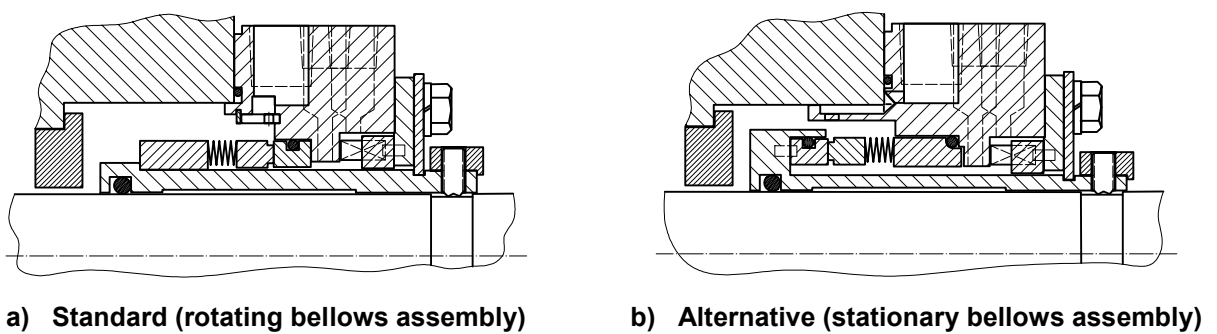 a) Standard (rotating bellows assembly)
b) Alternative (stationary bellows assembly)